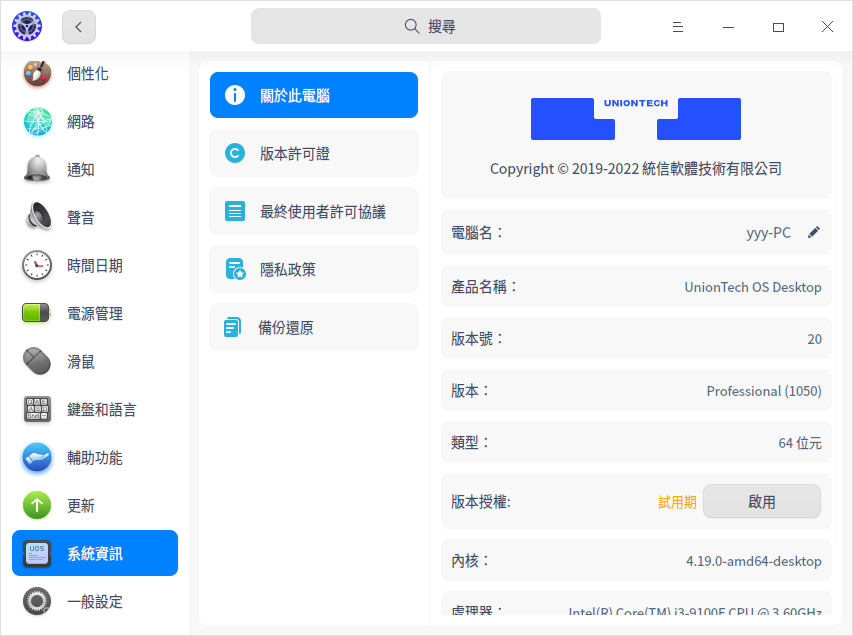 搜尋
個性化
網路
通知
聲音
時間日期
電源管理
滑鼠
鍵盤和語言
輔助功能
更新
UOS
系統資訊
一般設定
關於此電腦
版本許可證
最終使用者許可協議
隱私政策
備份還原
UNIONTECH
Copyright © 2019-2022 統信軟體技術有限公司
電腦名： yyy-PC
產品名稱： UnionTech OS Desktop
版本號： 20
版本： Professional (1050)
類型： 64 位元
版本授權: 試用期 啟用
內核： 4.19.0-amd64-desktop
處理器： Intel(R) Core(TM) i3-9100F CPU @ 3.60GHz